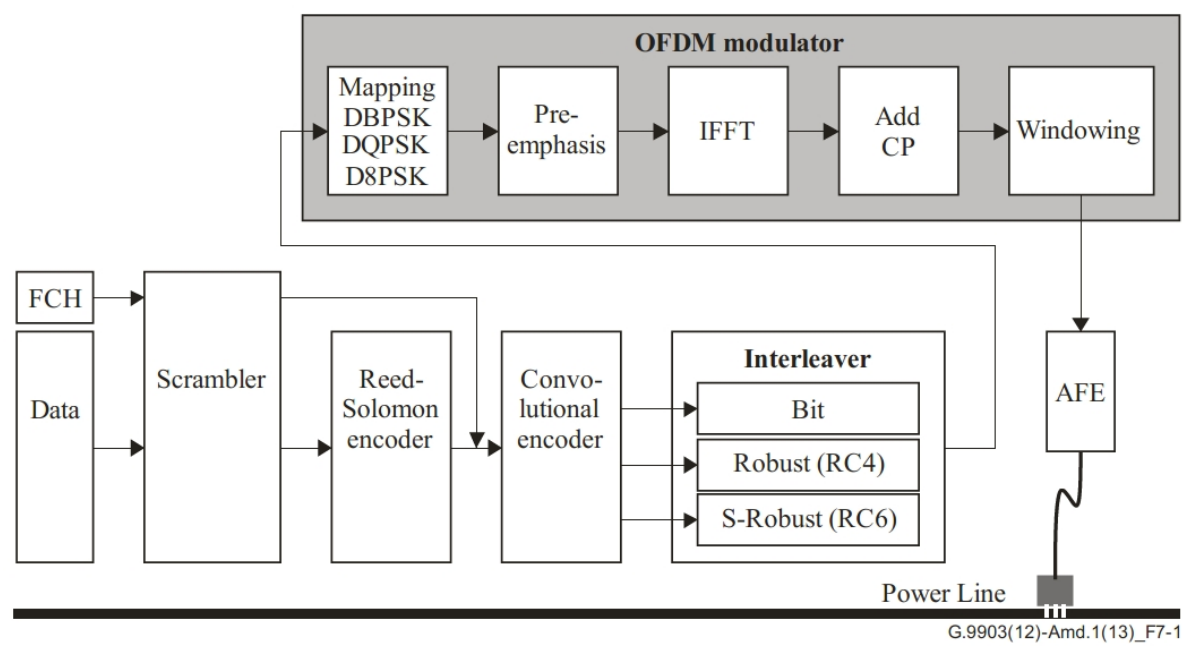 OFDM modulator
Mapping
DBPSK
DQPSK
D8PSK
Pre-
emphasis
IFFT
Add
CP
Windowing
FCH
Data
Scrambler
Reed-
Solomon
encoder
Convo-
lutional
encoder
Interleaver
Bit
Robust (RC4)
S-Robust (RC6)
AFE
Power Line
G.9903(12)-Amd.1(13)_F7-1